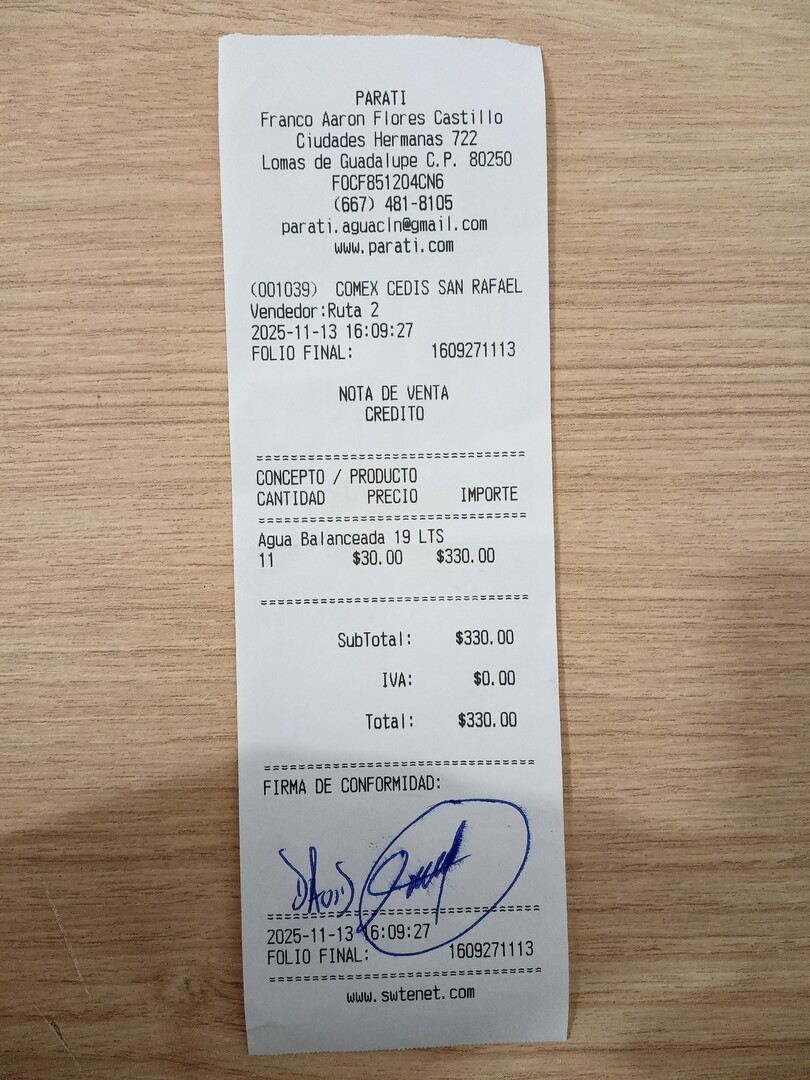 PARATI
Franco Aaron Flores Castillo
Ciudades Hermanas 722
Lomas de Guadalupe C.P. 80250
FOCF851204CN6
(667) 481-8105
parati.aguacln@gmail.com
www.parati.com
(001039) COMEX CEDIS SAN RAFAEL
Vendedor:Ruta 2
2025-11-13 16:09:27
FOLIO FINAL: 1609271113
NOTA DE VENTA
CREDITO
================================
CONCEPTO / PRODUCTO
CANTIDAD PRECIO IMPORTE
================================
Agua Balanceada 19 LTS
11 $30.00 $330.00
================================
SubTotal: $330.00
IVA: $0.00
Total: $330.00
================================
FIRMA DE CONFORMIDAD:
DAVID
================================
2025-11-13 16:09:27
FOLIO FINAL: 1609271113
================================
www.swtenet.com